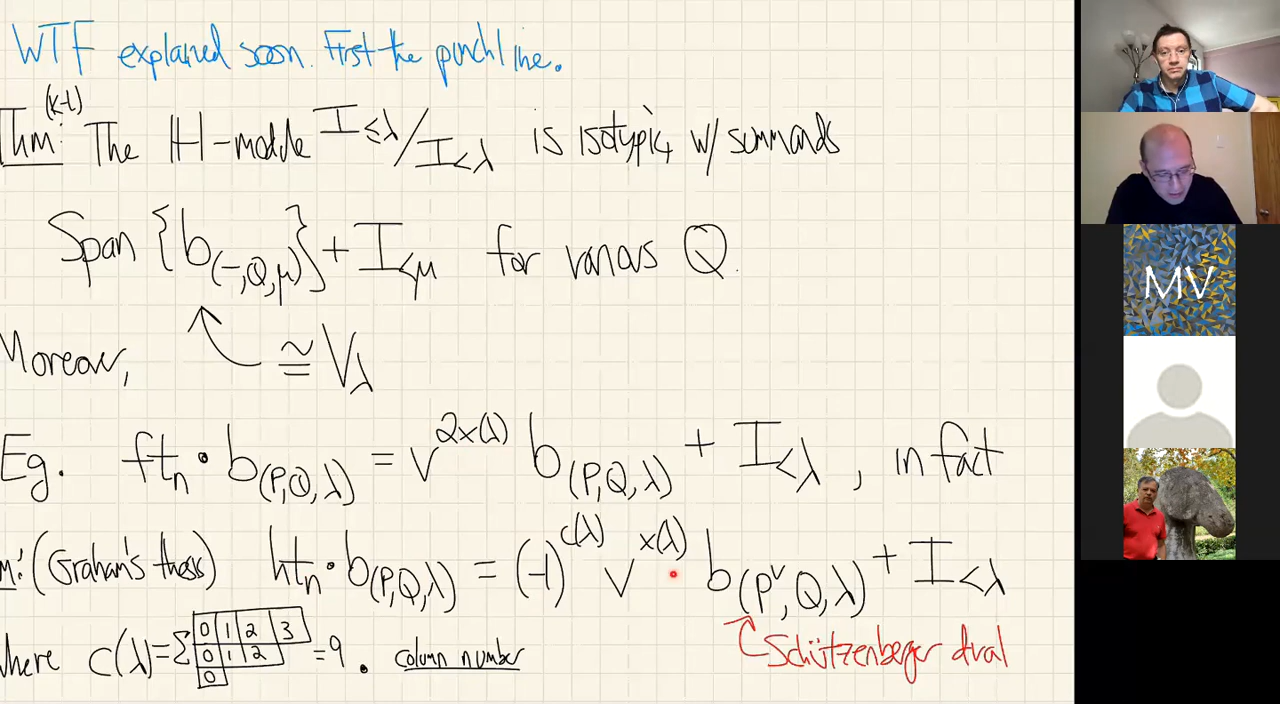 WTF explained soon. First the punchline.
Thm: (K-L) The H-module I≤λ/I<λ is isotypic w/ summands
Span {b(-,Q,μ)} + I<μ for various Q.
Moreover, ≅ Vλ
Eg. ftn • b(P,Q,λ) = v^2x(λ) b(P,Q,λ) + I<λ, in fact
m: (Graham's thesis) htn • b(P,Q,λ) = (-1)^c(λ) v^x(λ) b(P^v,Q,λ) + I<λ
Schützenberger dual
where c(λ) = Σ 0 1 2 3 = 9. column number
0 1 2
0
MV